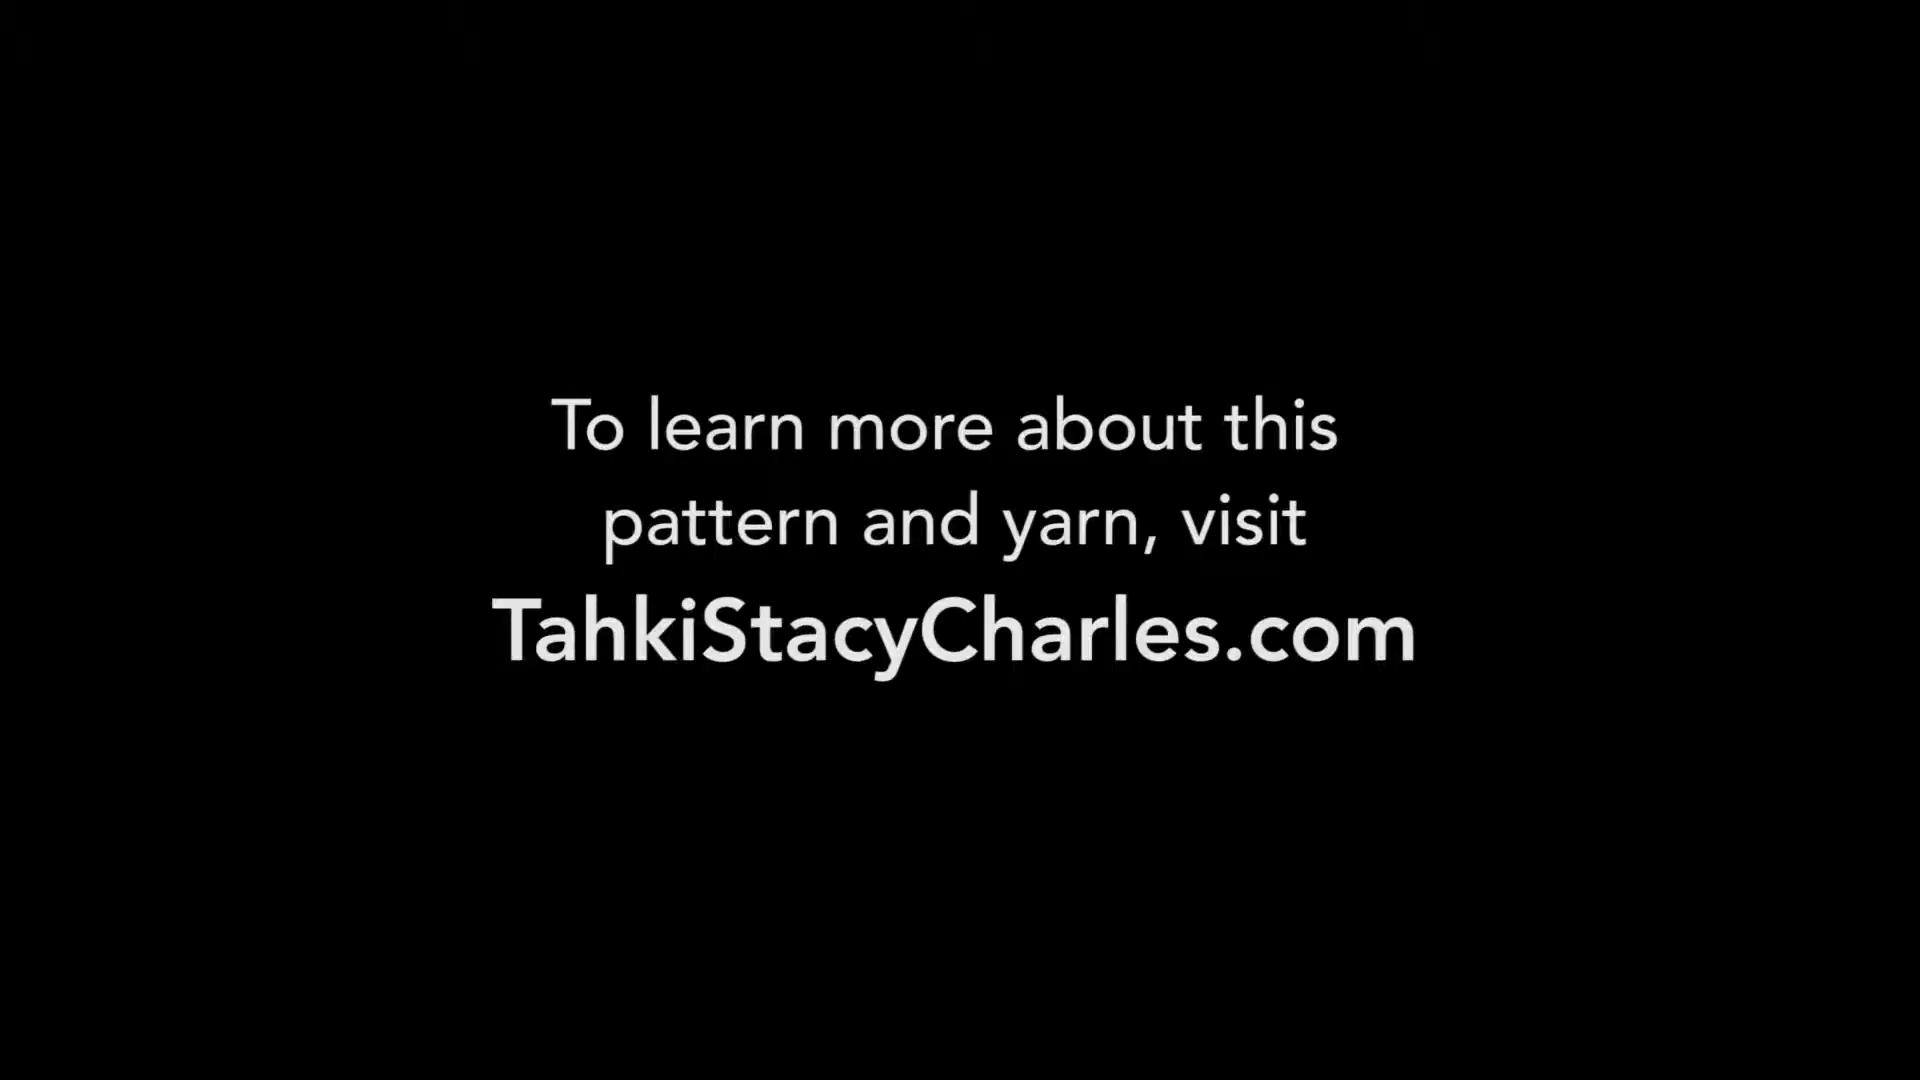 To learn more about this
pattern and yarn, visit
TahkiStacyCharles.com